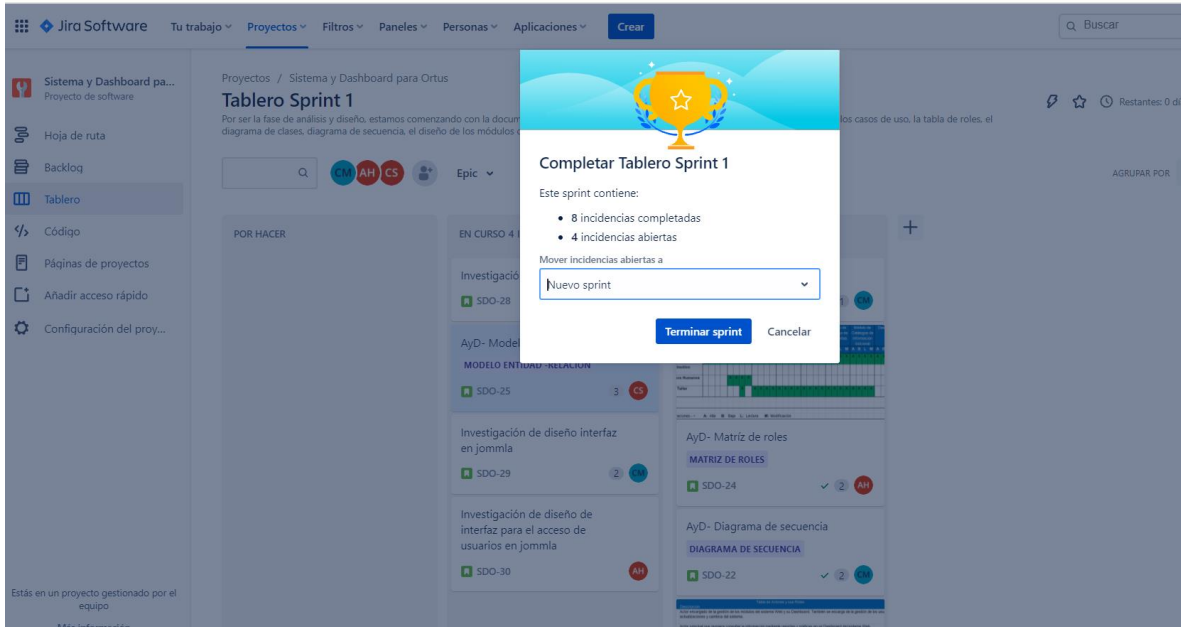 Jira Software
Tu trabajo
Proyectos
Filtros
Paneles
Personas
Aplicaciones
Crear
Buscar
Sistema y Dashboard pa...
Proyecto de software
Hoja de ruta
Backlog
Tablero
Código
Páginas de proyectos
Añadir acceso rápido
Configuración del proy...
Estás en un proyecto gestionado por el
equipo
Más información
Proyectos / Sistema y Dashboard para Ortus
Tablero Sprint 1
Por ser la fase de análisis y diseño, estamos comenzando con la docum
los casos de uso, la tabla de roles, el
diagrama de clases, diagrama de secuencia, el diseño de los módulos
Restantes: 0 dí
CM AH CS
Epic
AGRUPAR POR
POR HACER
EN CURSO 4
Investigació
SDO-28
AyD- Model
MODELO ENTIDAD -RELACIÓN
SDO-25
3 CS
Investigación de diseño interfaz
en jommla
SDO-29
2 CM
Investigación de diseño de
interfaz para el acceso de
usuarios en jommla
SDO-30
AH
Completar Tablero Sprint 1
Este sprint contiene:
8 incidencias completadas
4 incidencias abiertas
Mover incidencias abiertas a
Nuevo sprint
Terminar sprint
Cancelar
CM
AyD- Matríz de roles
MATRIZ DE ROLES
SDO-24
2 AH
AyD- Diagrama de secuencia
DIAGRAMA DE SECUENCIA
SDO-22
2 CM